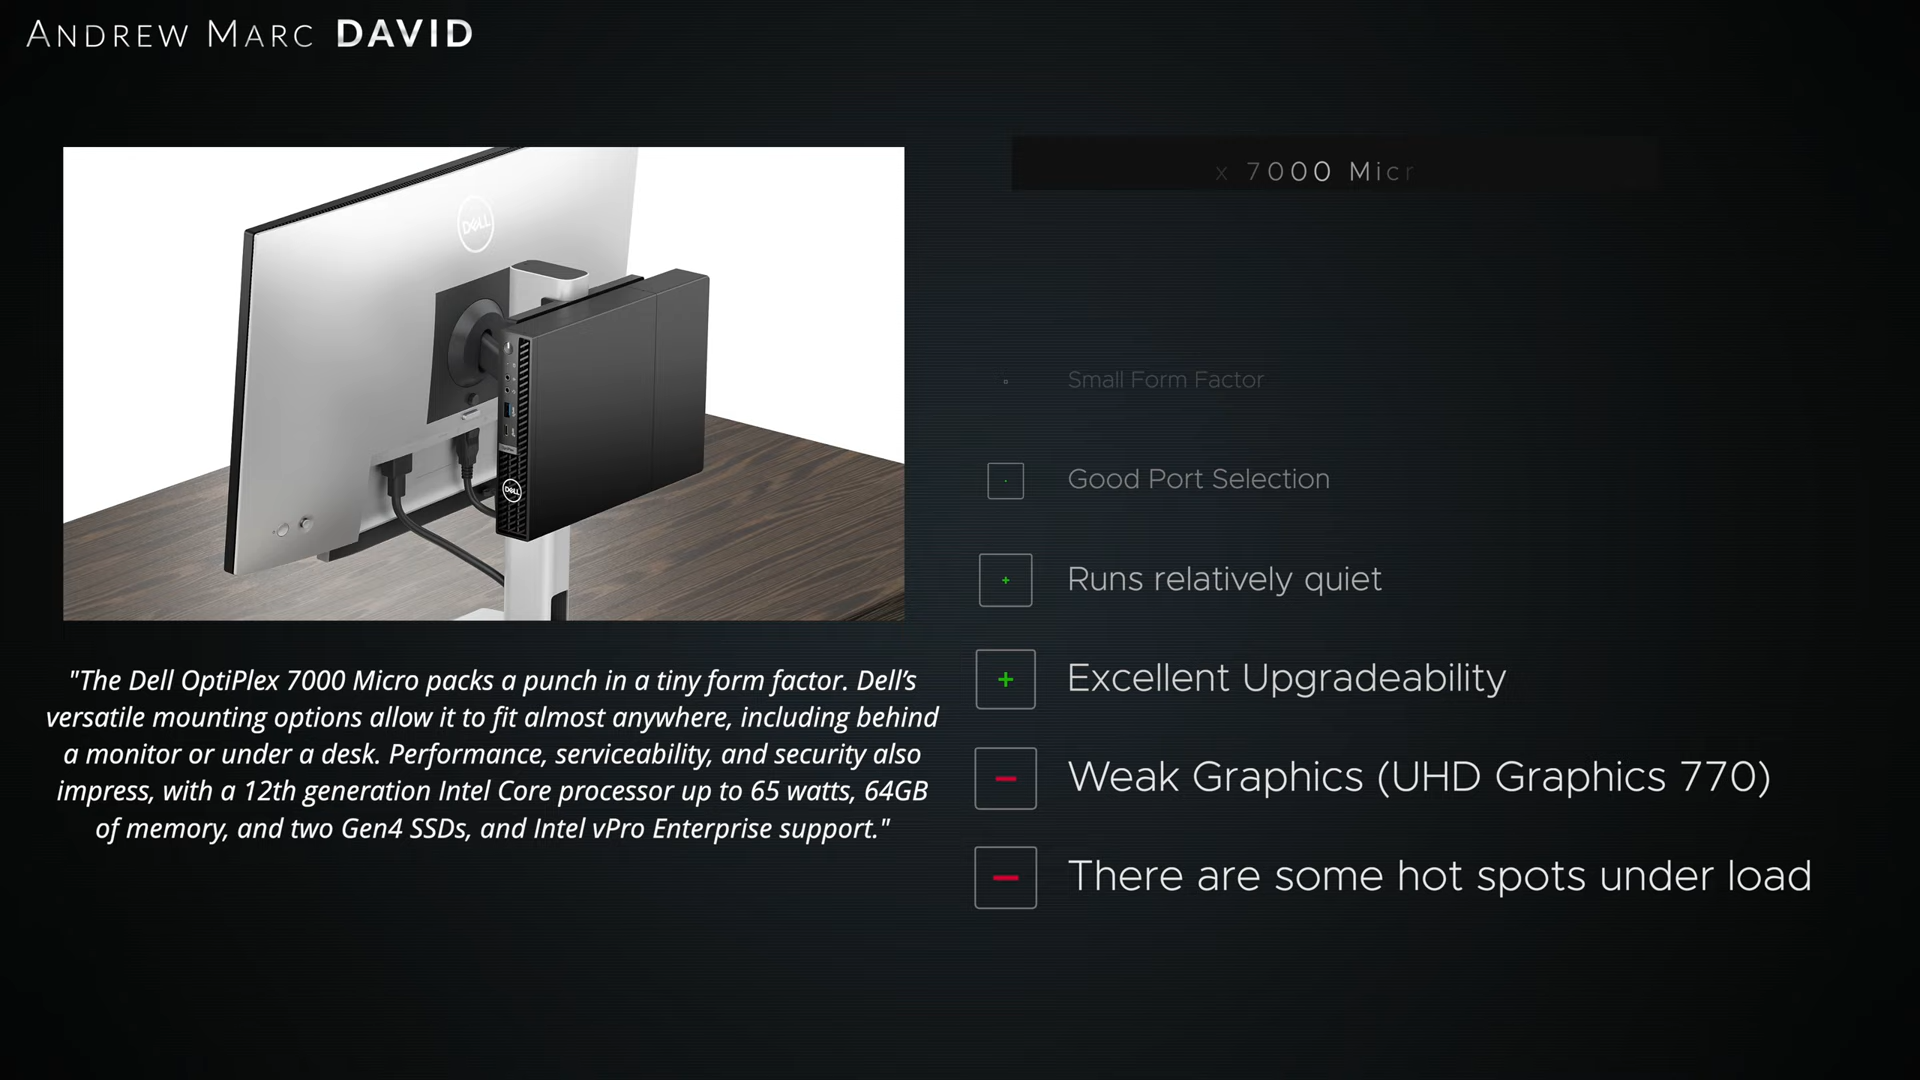 ANDREW MARC DAVID
DELL
DELL
"The Dell OptiPlex 7000 Micro packs a punch in a tiny form factor. Dell’s
versatile mounting options allow it to fit almost anywhere, including behind
a monitor or under a desk. Performance, serviceability, and security also
impress, with a 12th generation Intel Core processor up to 65 watts, 64GB
of memory, and two Gen4 SSDs, and Intel vPro Enterprise support."
x 7000 Micr
Small Form Factor
Good Port Selection
+ Runs relatively quiet
+ Excellent Upgradeability
– Weak Graphics (UHD Graphics 770)
– There are some hot spots under load